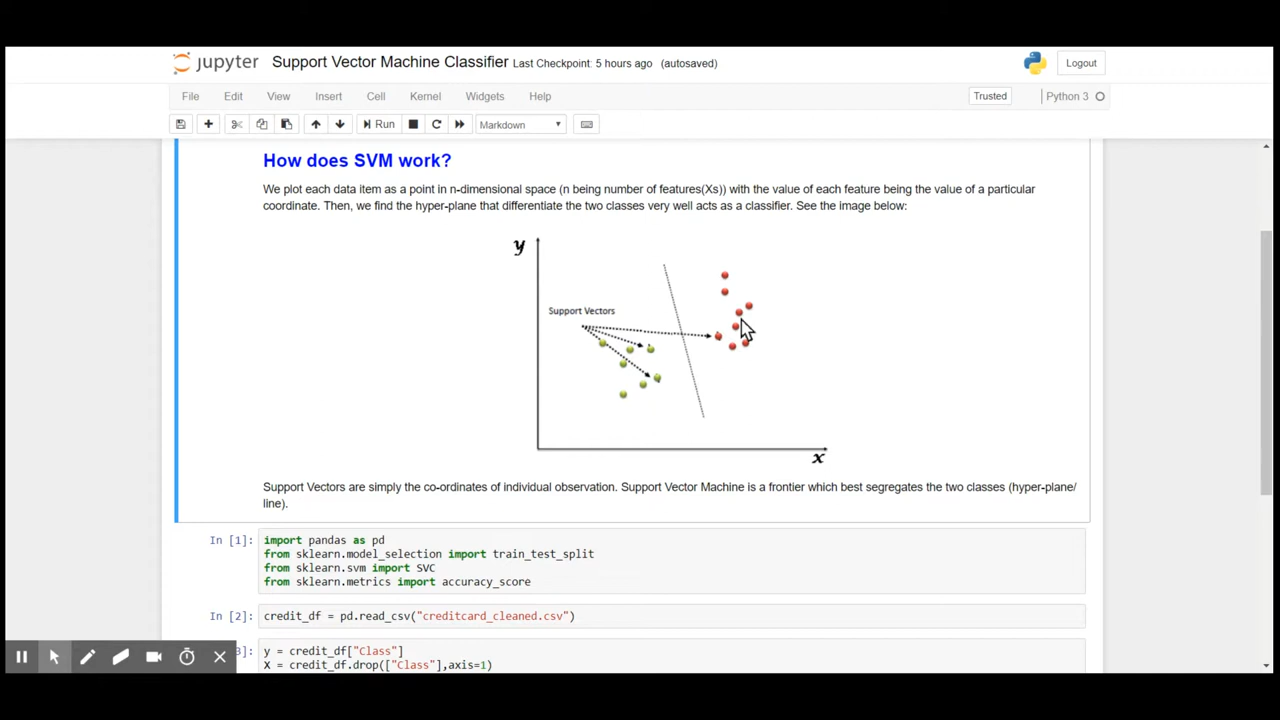 jupyter Support Vector Machine Classifier Last Checkpoint: 5 hours ago (autosaved) Logout
File Edit View Insert Cell Kernel Widgets Help Trusted Python 3
Run Markdown
How does SVM work?
We plot each data item as a point in n-dimensional space (n being number of features(Xs)) with the value of each feature being the value of a particular
coordinate. Then, we find the hyper-plane that differentiate the two classes very well acts as a classifier. See the image below:
y
Support Vectors
x
Support Vectors are simply the co-ordinates of individual observation. Support Vector Machine is a frontier which best segregates the two classes (hyper-plane/
line).
In [1]: import pandas as pd
from sklearn.model_selection import train_test_split
from sklearn.svm import SVC
from sklearn.metrics import accuracy_score
In [2]: credit_df = pd.read_csv("creditcard_cleaned.csv")
3]: y = credit_df["Class"]
X = credit_df.drop(["Class"],axis=1)